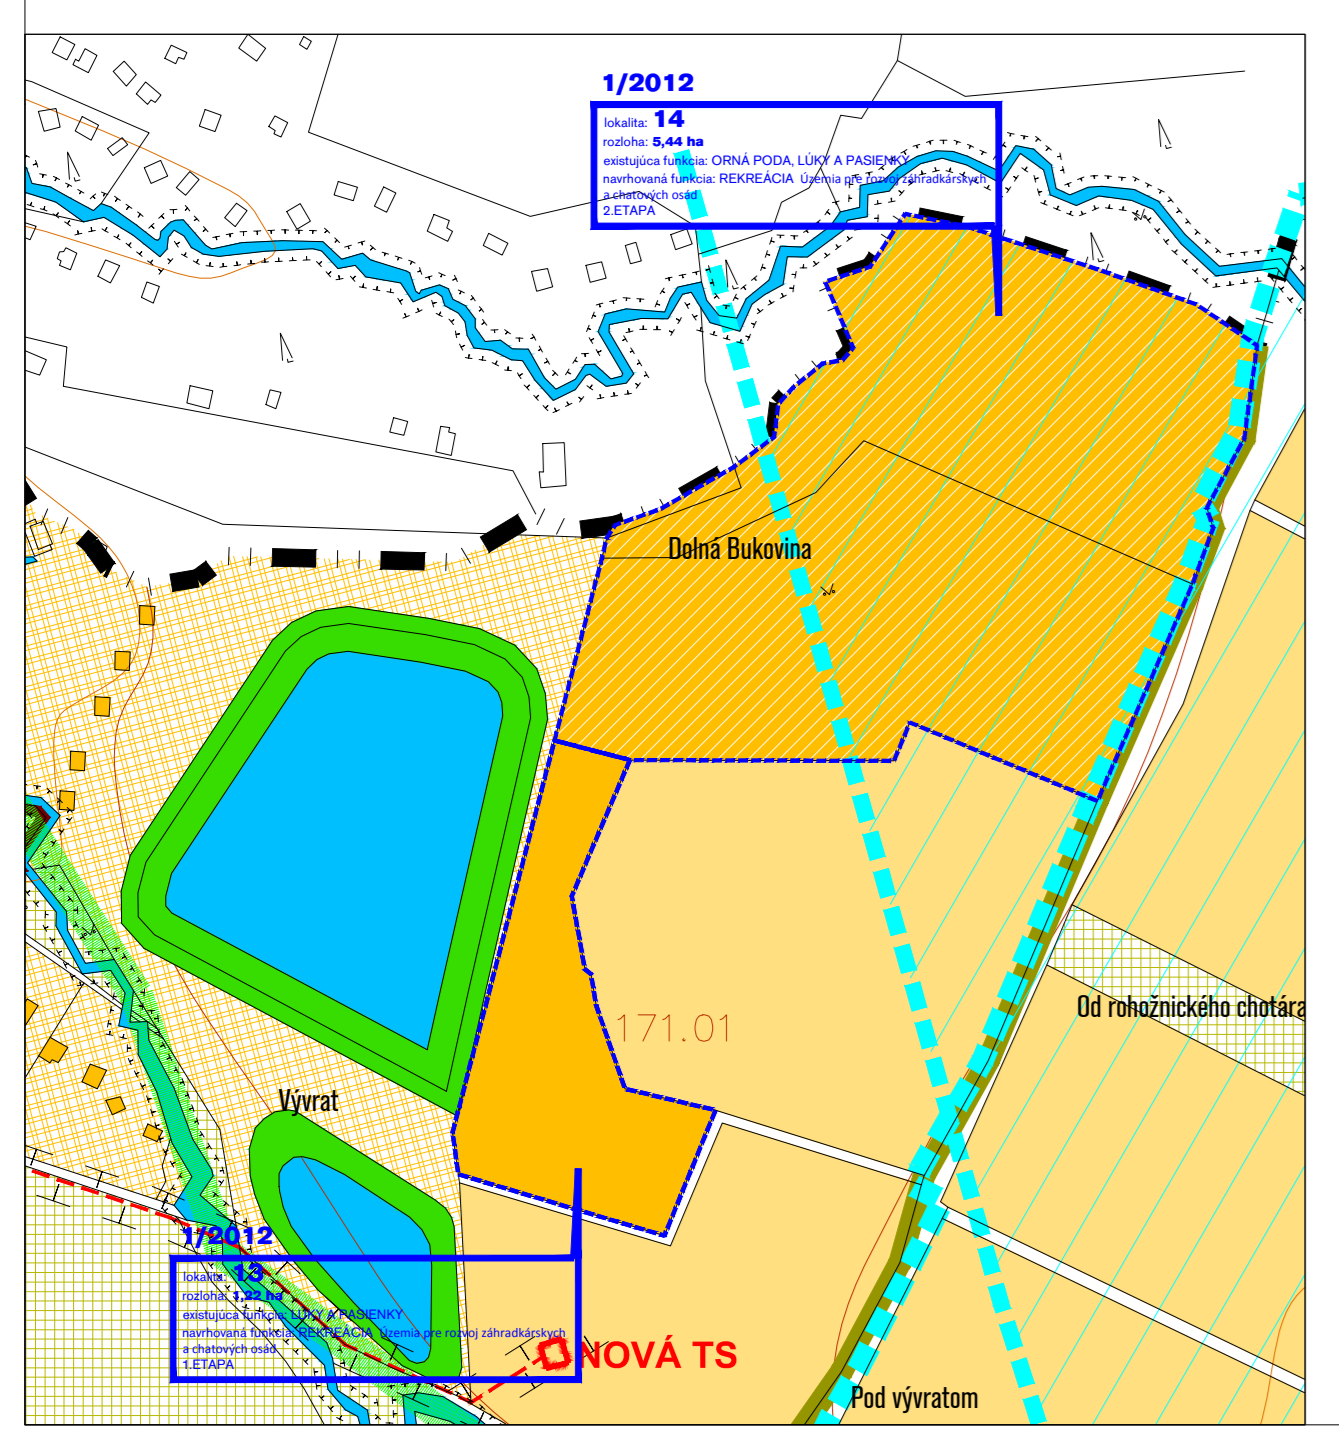 1/2012
lokalita: 14
rozloha: 5,44 ha
existujúca funkcia: ORNÁ PODA, LÚKY A PASIENKY
navrhovaná funkcia: REKREÁCIA Územia pre rozvoj záhradkárskych
a chatových osád
2.ETAPA
Dolná Bukovina
Od rohožnického chotára
171.01
Vývrat
1/2012
lokalita: 13
rozloha: 1,22 ha
existujúca funkcia: LÚKY A PASIENKY
navrhovaná funkcia: REKREÁCIA Územia pre rozvoj záhradkárskych
a chatových osád
1.ETAPA
NOVÁ TS
Pod vývratom